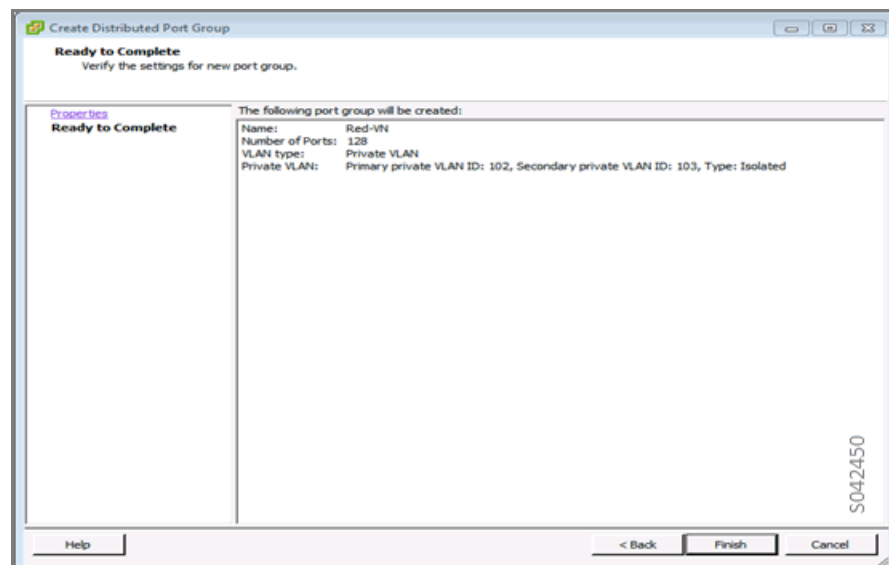 Create Distributed Port Group
Ready to Complete
Verify the settings for new port group.
Properties
Ready to Complete
The following port group will be created:
Name: Red-VN
Number of Ports: 128
VLAN type: Private VLAN
Private VLAN: Primary private VLAN ID: 102, Secondary private VLAN ID: 103, Type: Isolated
S042450
Help
< Back
Finish
Cancel